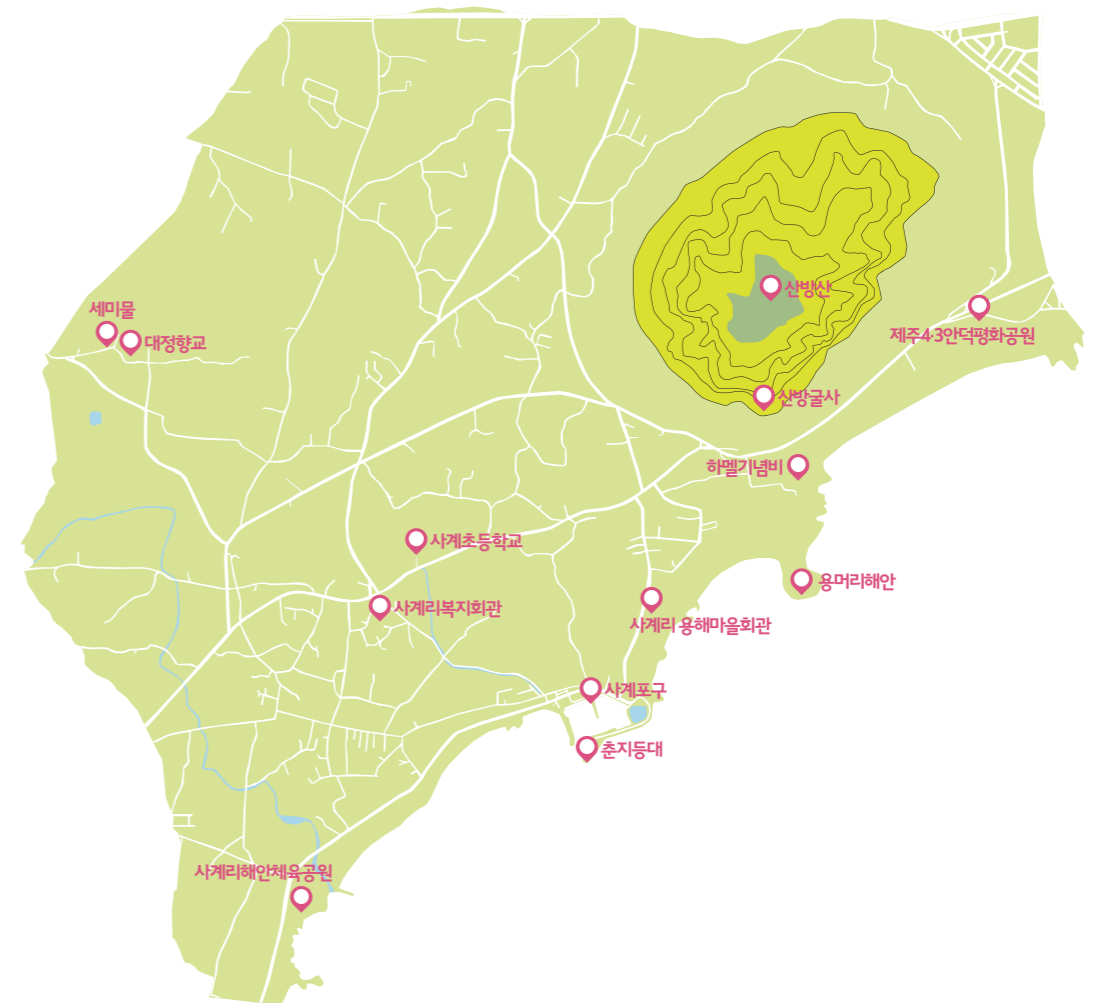 산방산
세미물
대정향교
제주4·3안덕평화공원
산방굴사
하멜기념비
사계초등학교
용머리해안
사계리복지회관
사계리 용해마을회관
사계포구
춘지등대
사계리해안체육공원